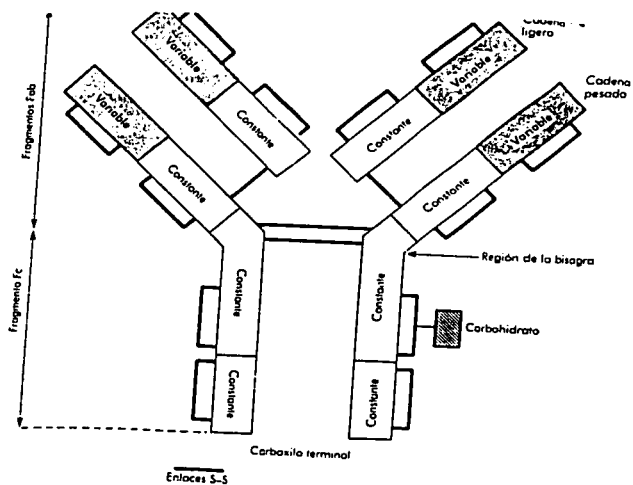 Cadena
ligera
Variable
Variable
Cadena
pesada
Variable
Variable
Fragmentos Fab
Constante
Constante
Constante
Constante
Región de la bisagra
Fragmento Fc
Constante
Constante
Carbohidrato
Constante
Constante
Carboxilo terminal
Enlaces S-S